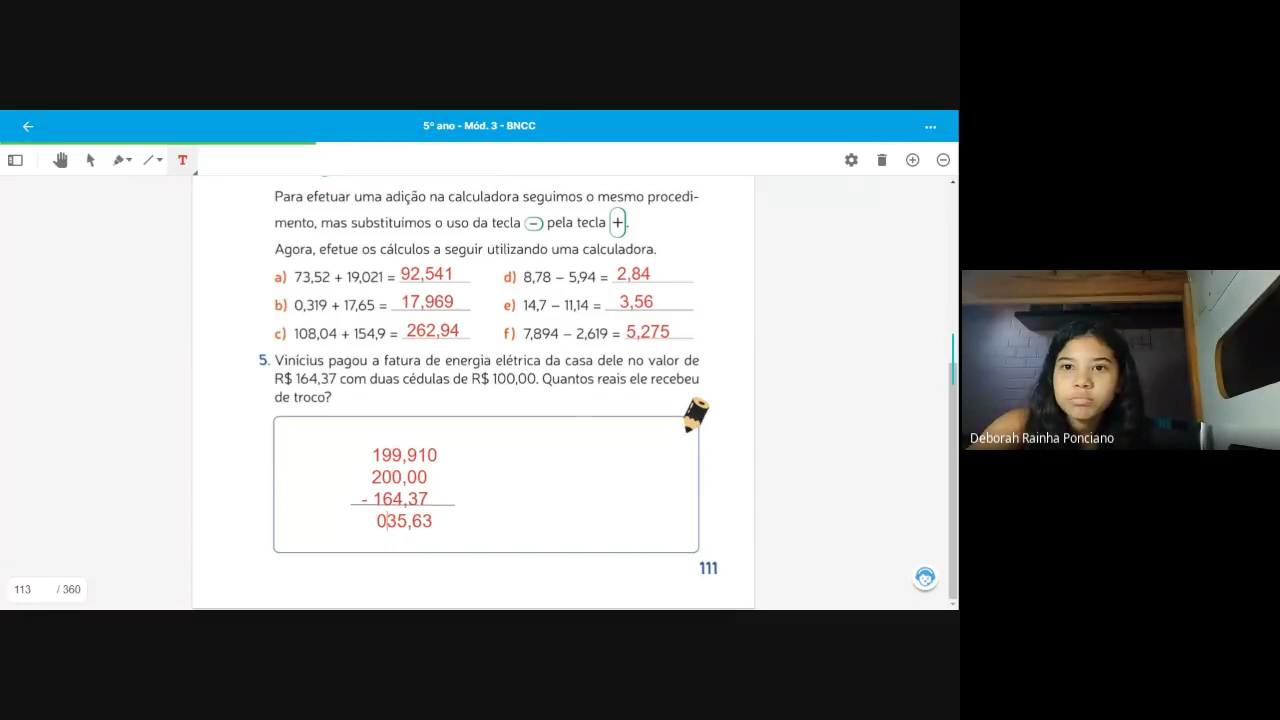 5º ano - Mód. 3 - BNCC
T
Para efetuar uma adição na calculadora seguimos o mesmo procedi-
mento, mas substituímos o uso da tecla − pela tecla +.
Agora, efetue os cálculos a seguir utilizando uma calculadora.
a) 73,52 + 19,021 = 92,541 d) 8,78 − 5,94 = 2,84
b) 0,319 + 17,65 = 17,969 e) 14,7 − 11,14 = 3,56
c) 108,04 + 154,9 = 262,94 f) 7,894 − 2,619 = 5,275
5. Vinícius pagou a fatura de energia elétrica da casa dele no valor de
R$ 164,37 com duas cédulas de R$ 100,00. Quantos reais ele recebeu
de troco?
199,910
200,00
- 164,37
035,63
111
113 / 360
Deborah Rainha Ponciano